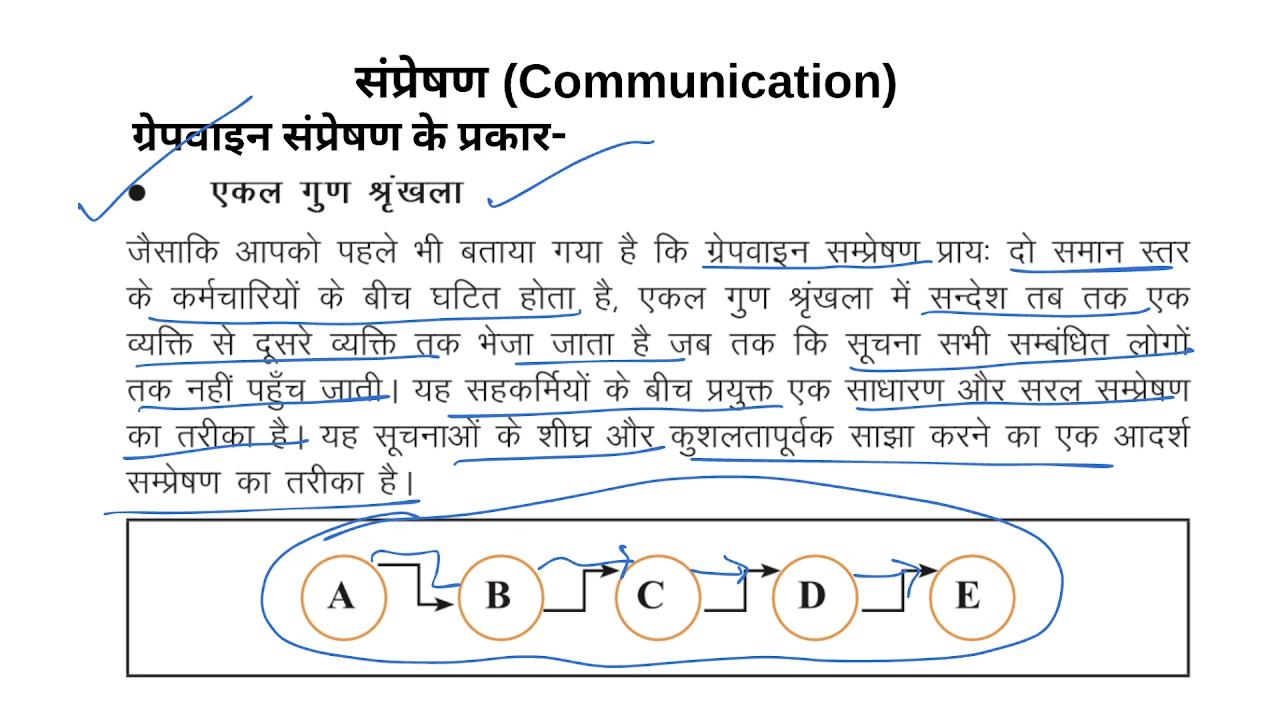 संप्रेषण (Communication)
ग्रेपवाइन संप्रेषण के प्रकार-
● एकल गुण श्रृंखला
जैसाकि आपको पहले भी बताया गया है कि ग्रेपवाइन सम्प्रेषण प्रायः दो समान स्तर
के कर्मचारियों के बीच घटित होता है, एकल गुण श्रृंखला में सन्देश तब तक एक
व्यक्ति से दूसरे व्यक्ति तक भेजा जाता है जब तक कि सूचना सभी सम्बंधित लोगों
तक नहीं पहुँच जाती। यह सहकर्मियों के बीच प्रयुक्त एक साधारण और सरल सम्प्रेषण
का तरीका है। यह सूचनाओं के शीघ्र और कुशलतापूर्वक साझा करने का एक आदर्श
सम्प्रेषण का तरीका है।
A B C D E